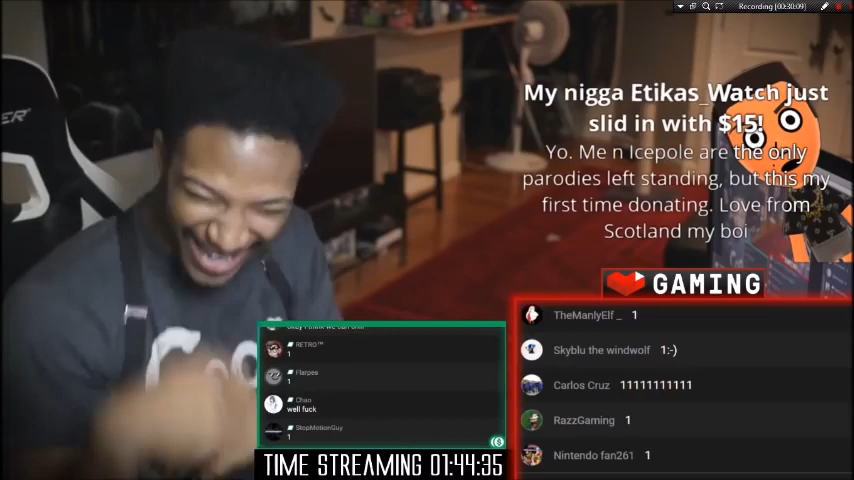 Recording [00:30:09]
My nigga Etikas_Watch just
slid in with $15!
Yo. Me n Icepole are the only
parodies left standing, but this my
first time donating. Love from
Scotland my boi
GAMING
TheManlyElf _ 1
Skyblu the windwolf 1:-)
Carlos Cruz 11111111111
RazzGaming 1
Nintendo fan261 1
RETRO™
1
Flarpes
1
Chao
well fuck
StopMotionGuy
1
TIME STREAMING 01:44:35